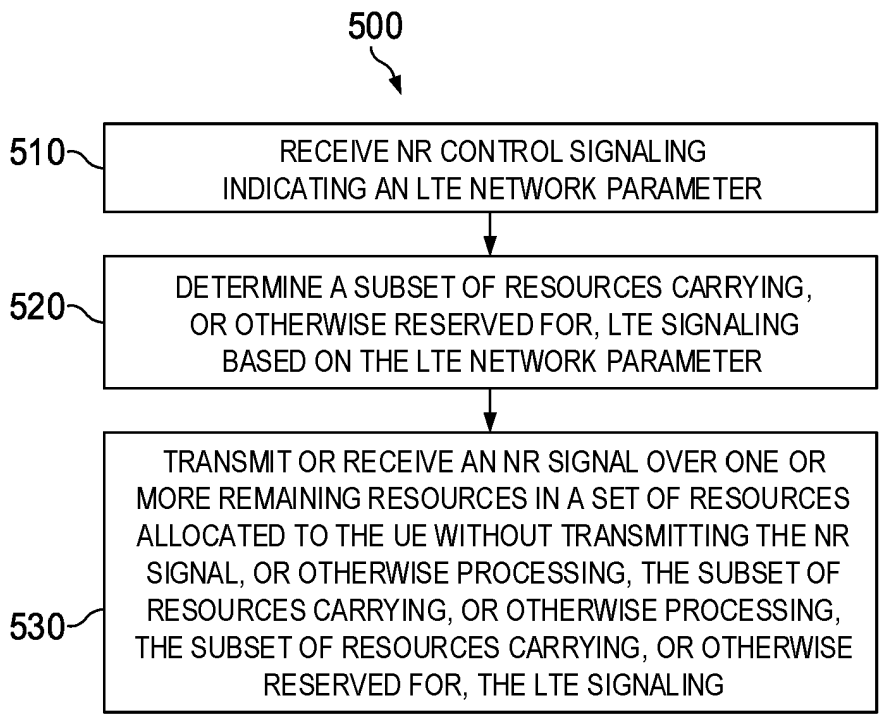 500
510
RECEIVE NR CONTROL SIGNALING
INDICATING AN LTE NETWORK PARAMETER
520
DETERMINE A SUBSET OF RESOURCES CARRYING,
OR OTHERWISE RESERVED FOR, LTE SIGNALING
BASED ON THE LTE NETWORK PARAMETER
530
TRANSMIT OR RECEIVE AN NR SIGNAL OVER ONE OR
MORE REMAINING RESOURCES IN A SET OF RESOURCES
ALLOCATED TO THE UE WITHOUT TRANSMITTING THE NR
SIGNAL, OR OTHERWISE PROCESSING, THE SUBSET OF
RESOURCES CARRYING, OR OTHERWISE PROCESSING,
THE SUBSET OF RESOURCES CARRYING, OR OTHERWISE
RESERVED FOR, THE LTE SIGNALING